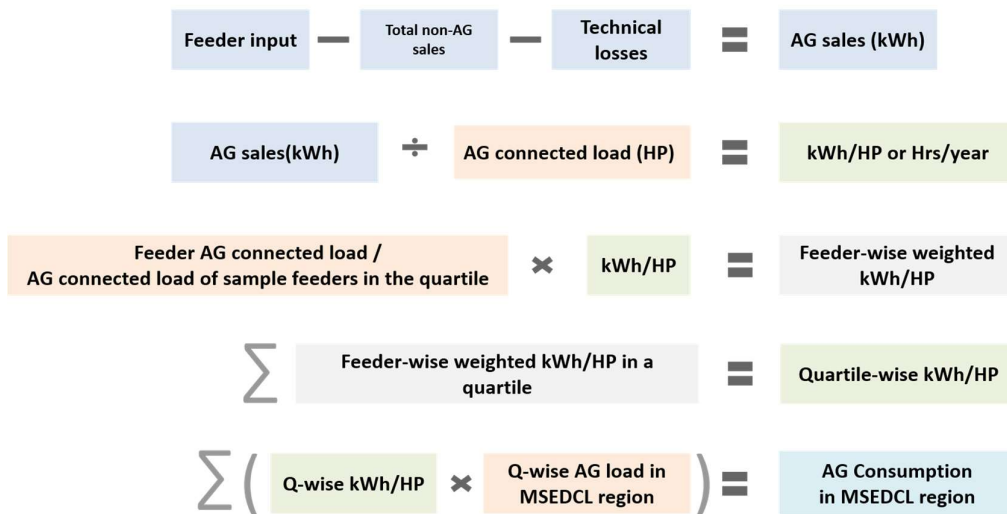 Feeder input — Total non-AG sales — Technical losses = AG sales (kWh)
AG sales(kWh) ÷ AG connected load (HP) = kWh/HP or Hrs/year
Feeder AG connected load /
AG connected load of sample feeders in the quartile × kWh/HP = Feeder-wise weighted kWh/HP
∑ Feeder-wise weighted kWh/HP in a quartile = Quartile-wise kWh/HP
∑ ( Q-wise kWh/HP × Q-wise AG load in MSEDCL region ) = AG Consumption in MSEDCL region